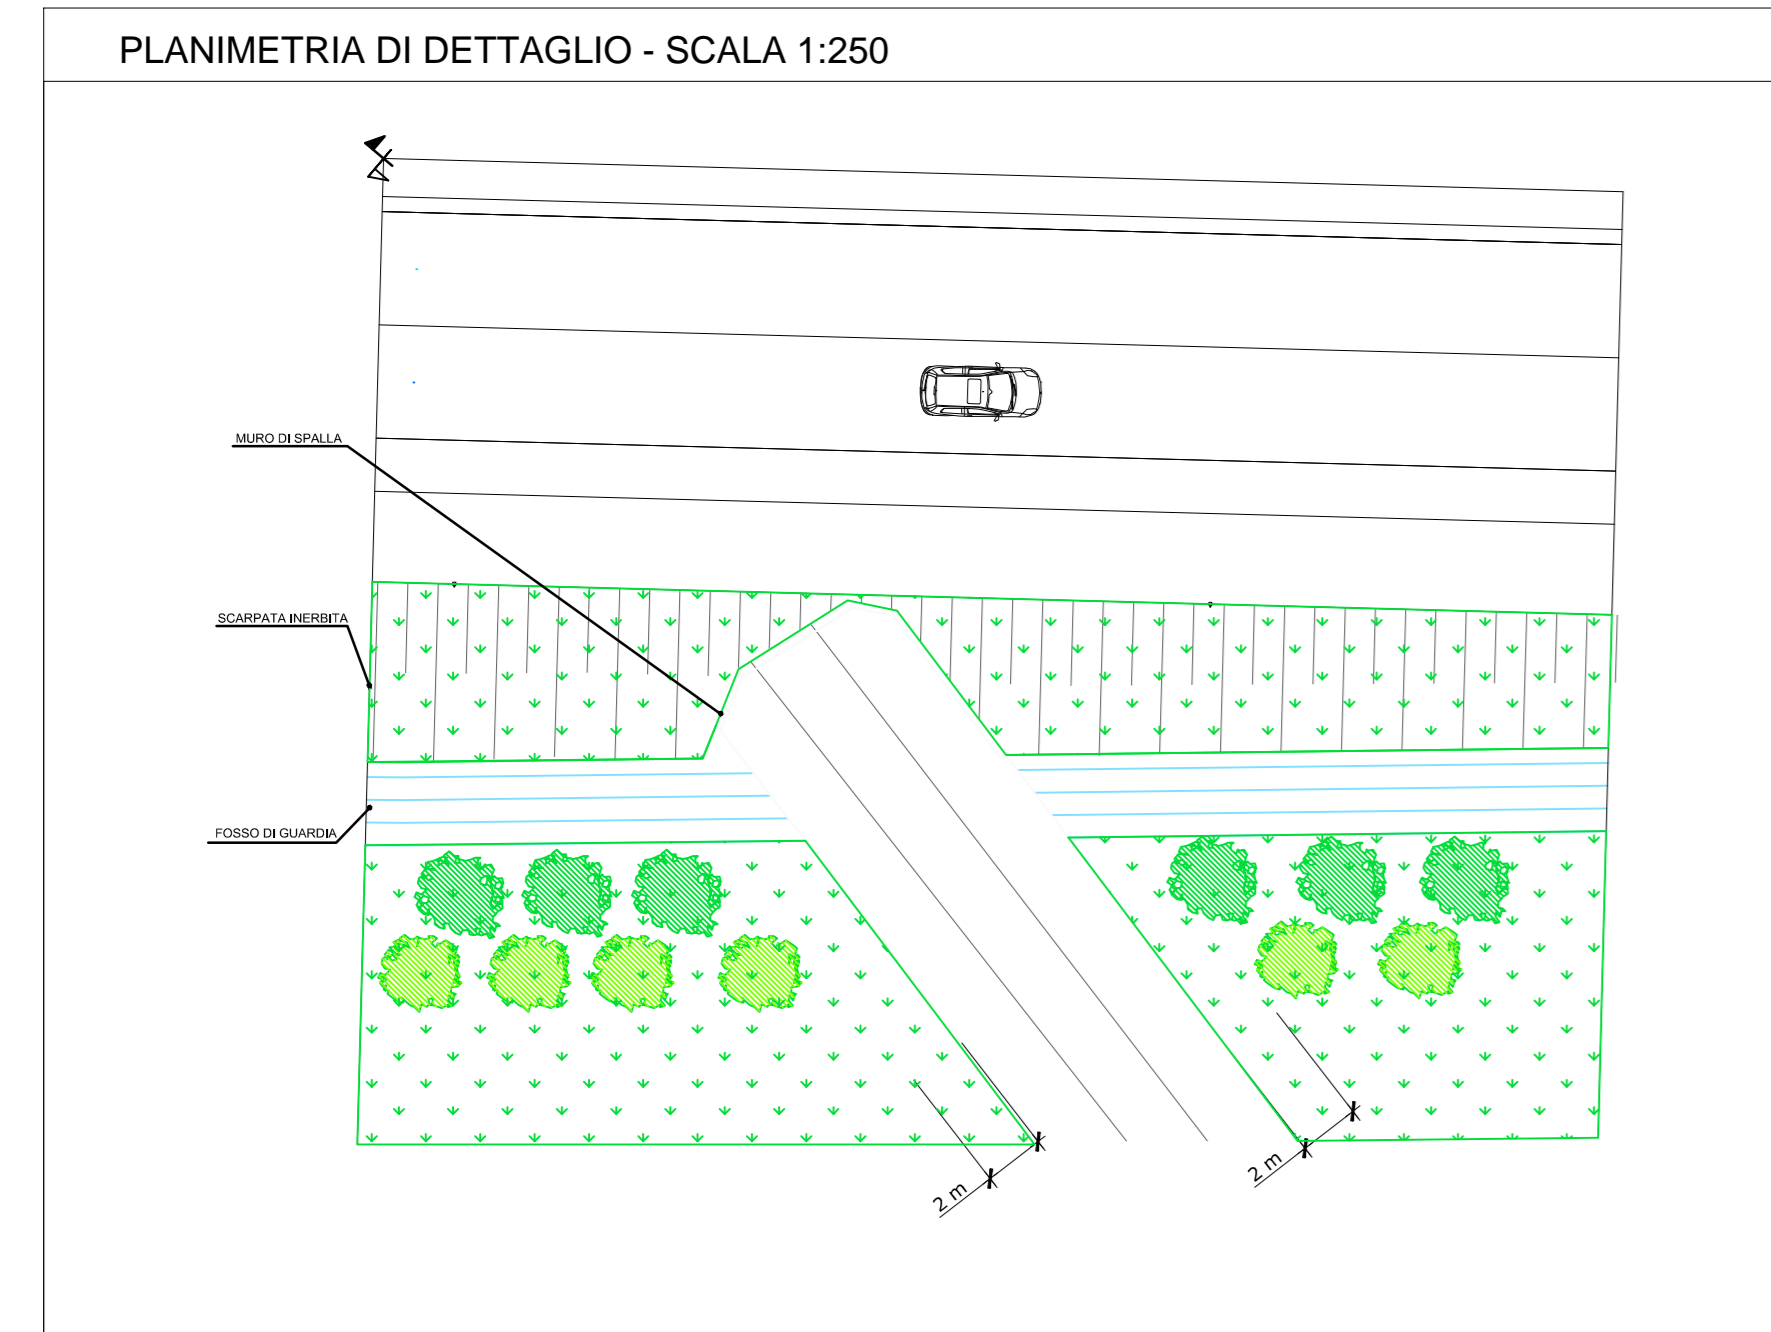 PLANIMETRIA DI DETTAGLIO - SCALA 1:250
MURO DI SPALLA
SCARPATA INERBITA
FOSSO DI GUARDIA
2 m
2 m